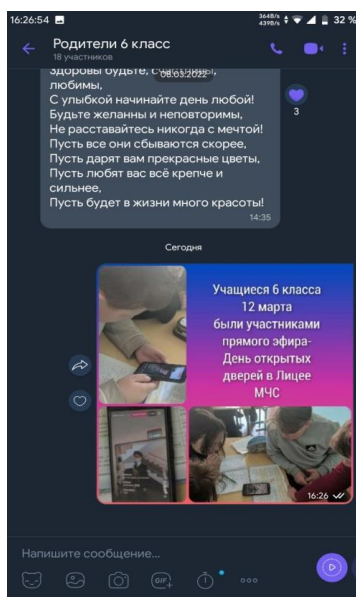 16:26:54
364B/s
439B/s
32 %
Родители 6 класс
18 участников
Здоровы будьте,
08.03.2022
любимы,
С улыбкой начинайте день любой!
Будьте желанны и неповторимы,
Не расставайтесь никогда с мечтой!
Пусть все они сбываются скорее,
Пусть дарят вам прекрасные цветы,
Пусть любят вас всё крепче и
сильнее,
Пусть будет в жизни много красоты!
14:35
3
Сегодня
Учащиеся 6 класса
12 марта
были участниками
прямого эфира-
День открытых
дверей в Лицее
МЧС
16:26
Напишите сообщение...
GIF